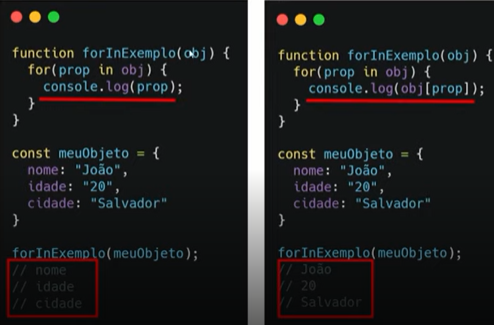 function forInExemplo(obj) {
for(prop in obj) {
console.log(prop);
}
}
const meuObjeto = {
nome: "João",
idade: "20",
cidade: "Salvador"
}
forInExemplo(meuObjeto);
// nome
// idade
// cidade
function forInExemplo(obj) {
for(prop in obj) {
console.log(obj[prop]);
}
}
const meuObjeto = {
nome: "João",
idade: "20",
cidade: "Salvador"
}
forInExemplo(meuObjeto);
// João
// 20
// Salvador